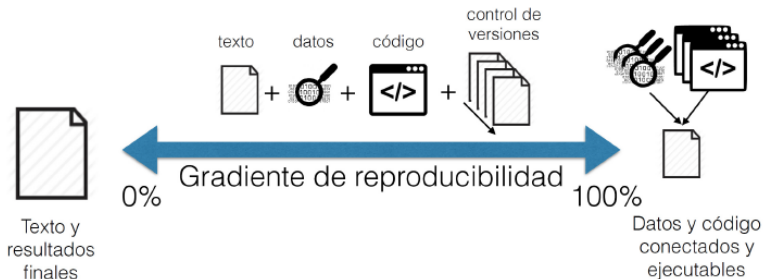 texto
datos
código
control de
versiones
+
+
</>
+
</>
0%
Gradiente de reproducibilidad
100%
Texto y
resultados
finales
Datos y código
conectados y
ejecutables